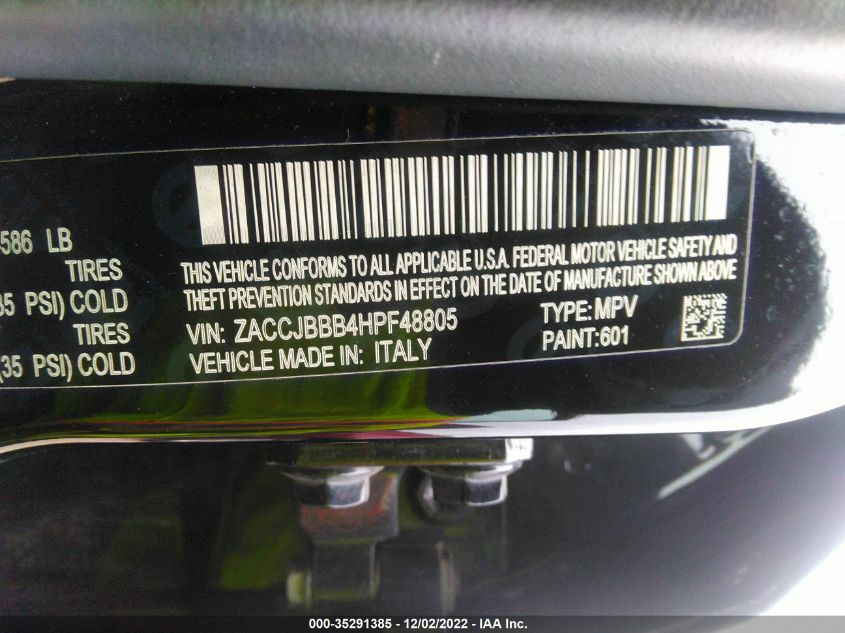 586 LB
TIRES
35 PSI) COLD
TIRES
(35 PSI) COLD
THIS VEHICLE CONFORMS TO ALL APPLICABLE U.S.A. FEDERAL MOTOR VEHICLE SAFETY AND
THEFT PREVENTION STANDARDS IN EFFECT ON THE DATE OF MANUFACTURE SHOWN ABOVE
VIN: ZACCJBBB4HPF48805
TYPE: MPV
VEHICLE MADE IN: ITALY
PAINT: 601
000-35291385 - 12/02/2022 - IAA Inc.